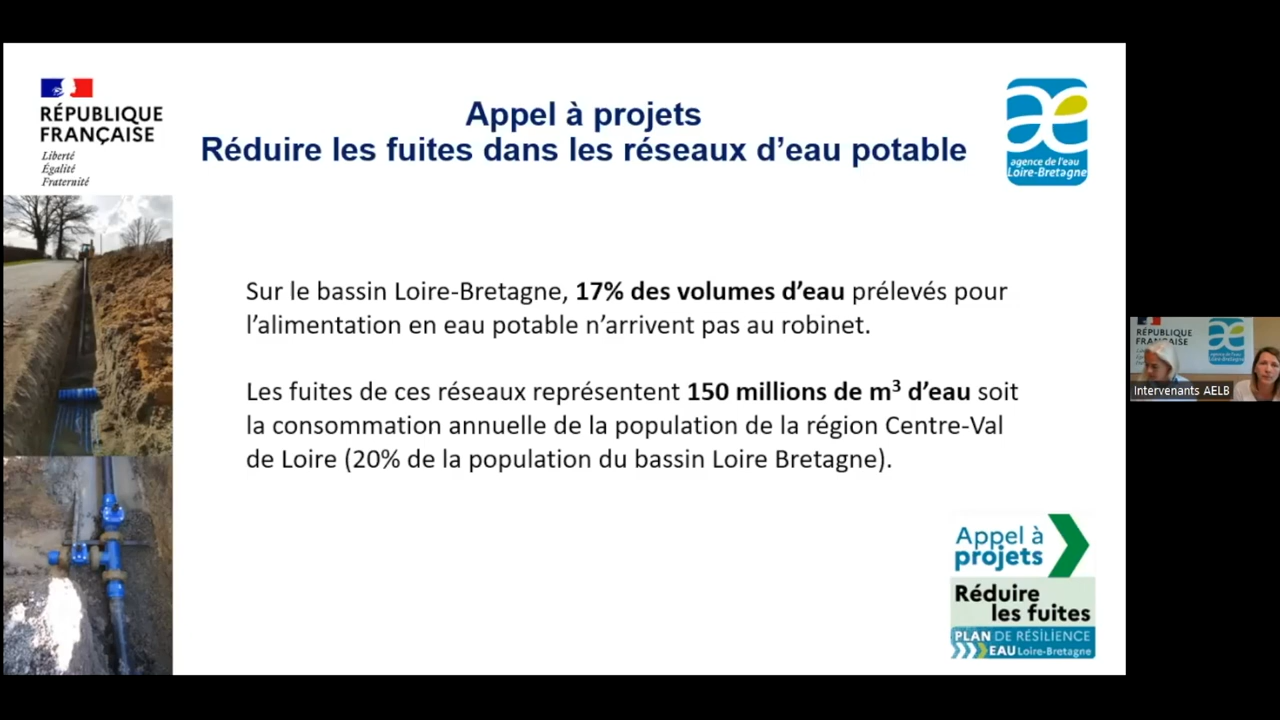 RÉPUBLIQUE
FRANÇAISE
Liberté
Égalité
Fraternité
Appel à projets
Réduire les fuites dans les réseaux d’eau potable
agence de l'eau
Loire-Bretagne
Sur le bassin Loire-Bretagne, 17% des volumes d’eau prélevés pour
l’alimentation en eau potable n’arrivent pas au robinet.
Les fuites de ces réseaux représentent 150 millions de m³ d’eau soit
la consommation annuelle de la population de la région Centre-Val
de Loire (20% de la population du bassin Loire Bretagne).
Appel à
projets
Réduire
les fuites
PLAN DE RÉSILIENCE
EAU Loire-Bretagne
RÉPUBLIQUE
FRANÇAISE
Intervenants AELB